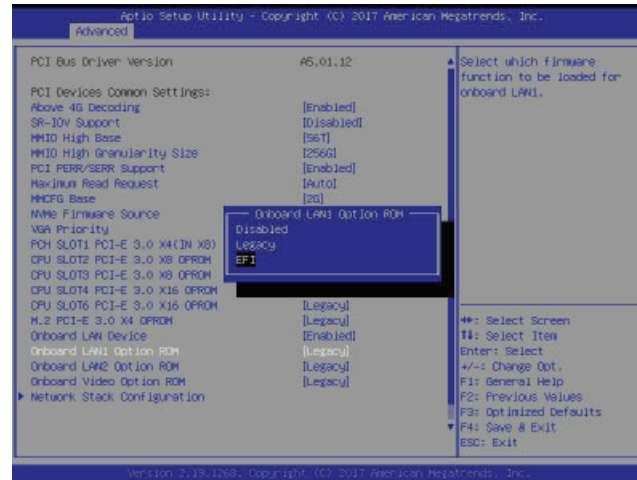 Aptio Setup Utility - Copyright (C) 2017 American Megatrends, Inc.
Advanced
PCI Bus Driver Version A5.01.12
PCI Devices Common Settings:
Above 4G Decoding [Enabled]
SR-IOV Support [Disabled]
MMIO High Base [56T]
MMIO High Granularity Size [256G]
PCI PERR/SERR Support [Enabled]
Maximum Read Request [Auto]
MMCFG Base [2G]
NVMe Firmware Source
VGA Priority
PCH SLOT1 PCI-E 3.0 X4(IN X8)
CPU SLOT2 PCI-E 3.0 X8 OPROM
CPU SLOT3 PCI-E 3.0 X8 OPROM
CPU SLOT4 PCI-E 3.0 X16 OPROM
CPU SLOT6 PCI-E 3.0 X16 OPROM [Legacy]
M.2 PCI-E 3.0 X4 OPROM [Legacy]
Onboard LAN Device [Enabled]
Onboard LAN1 Option ROM [Legacy]
Onboard LAN2 Option ROM [Legacy]
Onboard Video Option ROM [Legacy]
Network Stack Configuration
Onboard LAN1 Option ROM
Disabled
Legacy
EFI
Select which firmware
function to be loaded for
onboard LAN1.
: Select Screen
: Select Item
Enter: Select
+/-: Change Opt.
F1: General Help
F2: Previous Values
F3: Optimized Defaults
F4: Save & Exit
ESC: Exit
Version 2.19.1268. Copyright (C) 2017 American Megatrends, Inc.